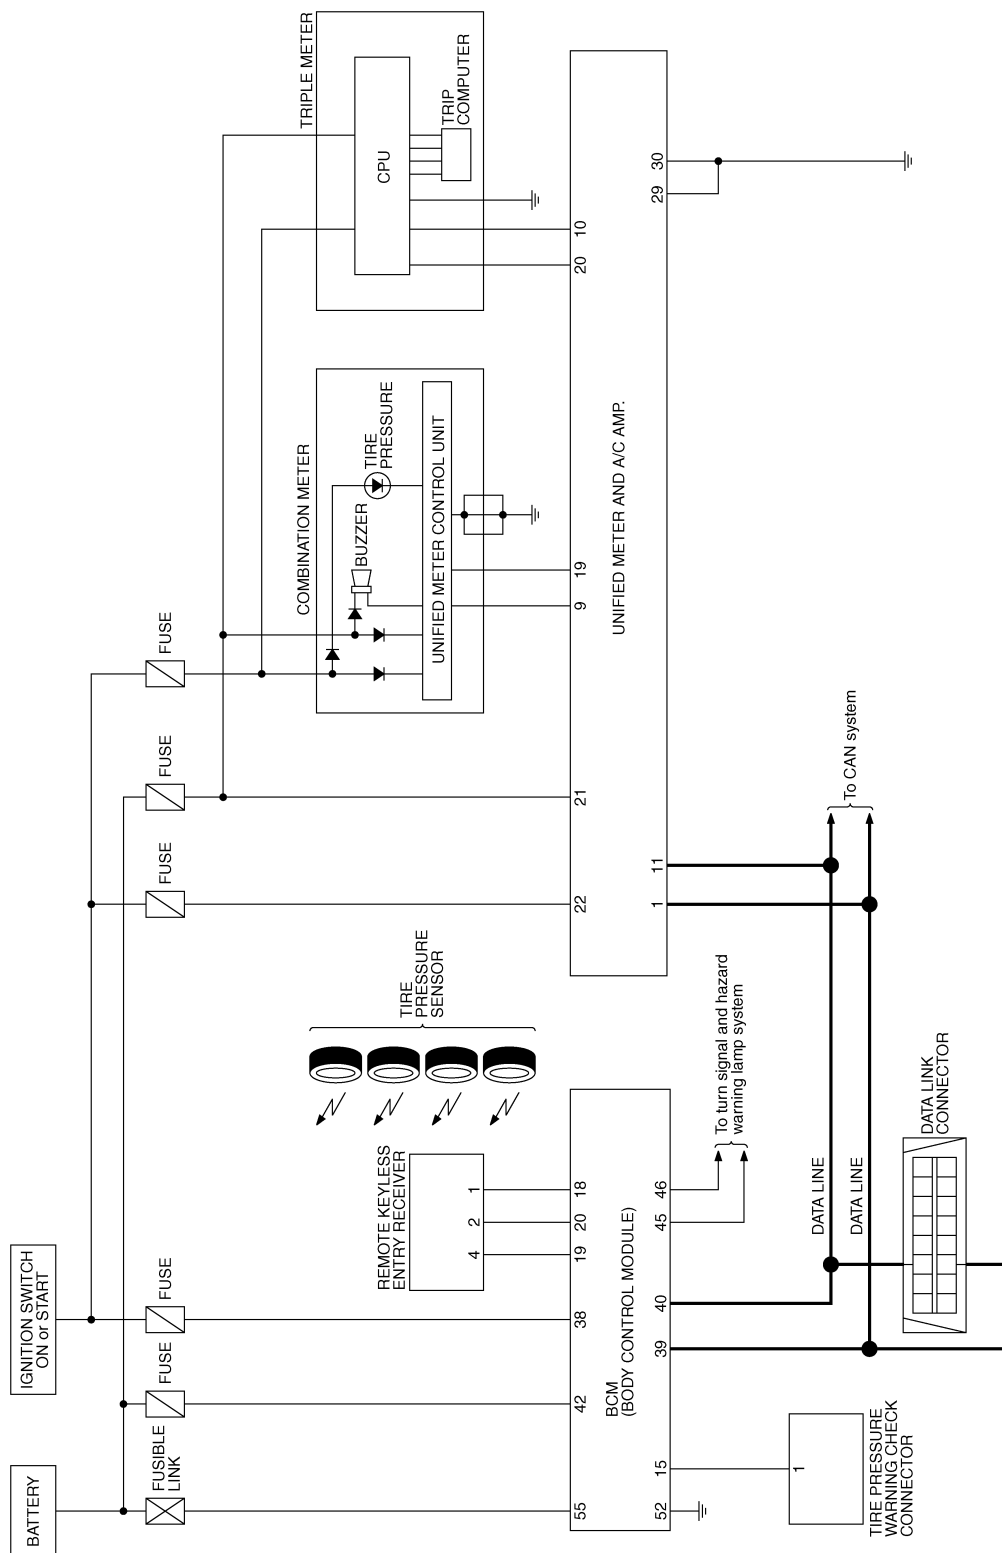 BATTERY
IGNITION SWITCH
ON or START
FUSIBLE
LINK
FUSE
FUSE
FUSE
FUSE
FUSE
55
42
38
19
20
18
4
2
1
REMOTE KEYLESS
ENTRY RECEIVER
TIRE
PRESSURE
SENSOR
BCM
(BODY CONTROL MODULE)
52
15
39
40
45
46
To turn signal and hazard
warning lamp system
1
TIRE PRESSURE
WARNING CHECK
CONNECTOR
DATA LINE
DATA LINE
DATA LINK
CONNECTOR
To CAN system
22
21
9
19
20
10
UNIFIED METER AND A/C AMP.
1
11
29
30
COMBINATION METER
BUZZER
TIRE
PRESSURE
UNIFIED METER CONTROL UNIT
TRIPLE METER
CPU
TRIP
COMPUTER